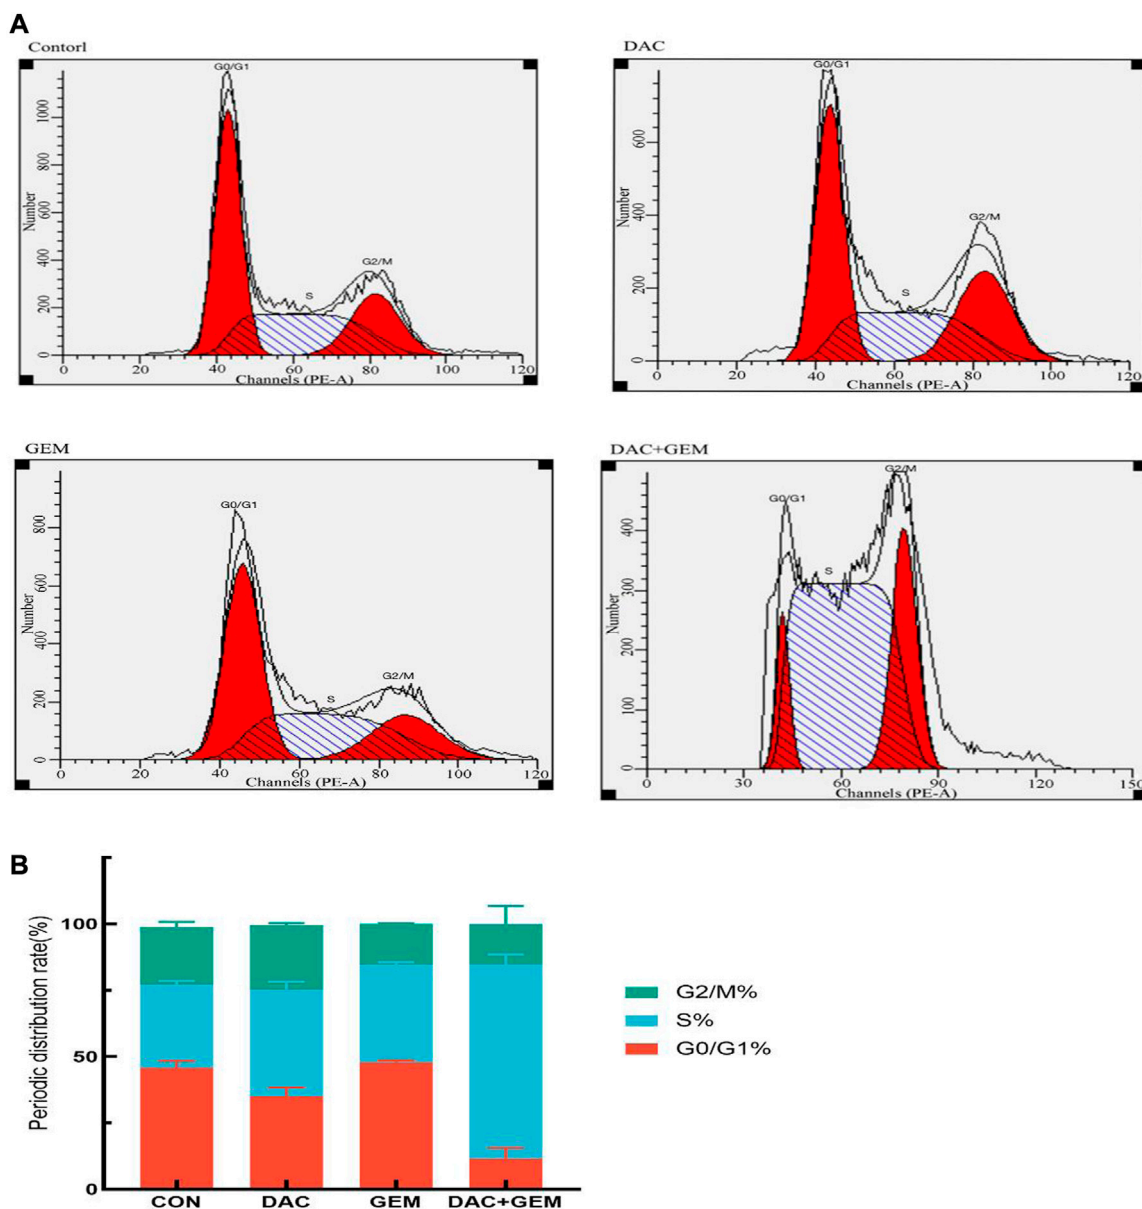 A
Contorl
G0/G1
1000
800
600
400
200
0
Number
S
G2/M
0 20 40 60 80 100 120
Channels (PE-A)
DAC
G0/G1
600
400
200
0
Number
S
G2/M
0 20 40 60 80 100 120
Channels (PE-A)
GEM
G0/G1
800
600
400
200
0
Number
S
G2/M
0 20 40 60 80 100 120
Channels (PE-A)
DAC+GEM
G0/G1
G2/M
400
300
200
100
0
Number
S
0 30 60 90 120 150
Channels (PE-A)
B
Periodic distribution rate(%)
100
50
0
CON DAC GEM DAC+GEM
G2/M%
S%
G0/G1%